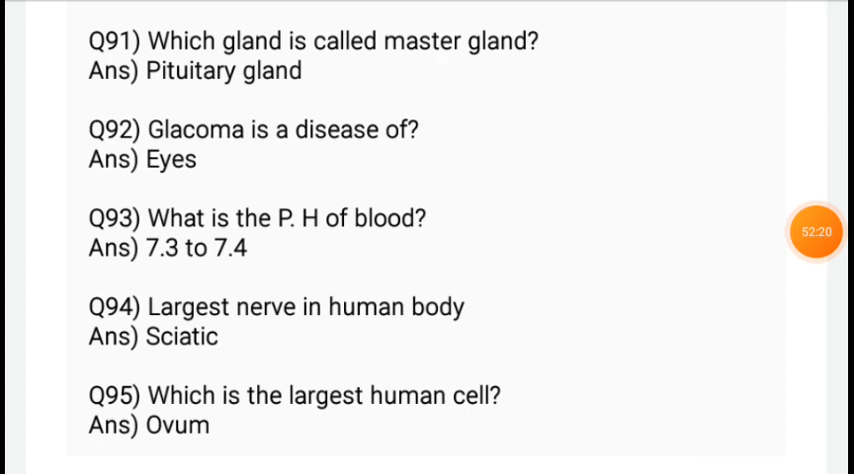 Q91) Which gland is called master gland?
Ans) Pituitary gland
Q92) Glacoma is a disease of?
Ans) Eyes
Q93) What is the P. H of blood?
Ans) 7.3 to 7.4
52:20
Q94) Largest nerve in human body
Ans) Sciatic
Q95) Which is the largest human cell?
Ans) Ovum